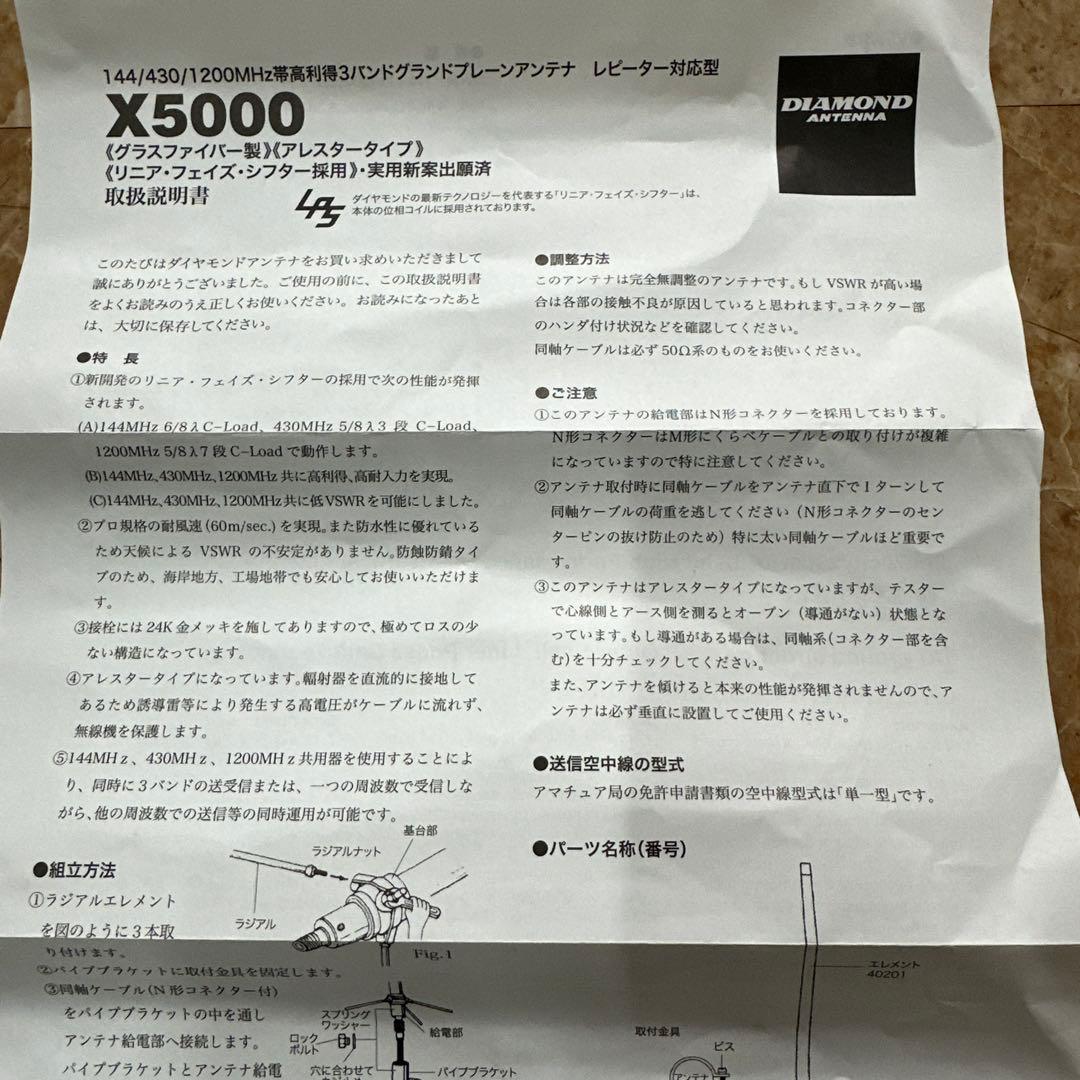 144/430/1200MHz帯高利得3バンドグランドプレーンアンテナ　レピーター対応型
X5000
DIAMOND
ANTENNA
《グラスファイバー製》《アレスタータイプ》
《リニア・フェイズ・シフター採用》・実用新案出願済
取扱説明書
LPS
ダイヤモンドの最新テクノロジーを代表する「リニア・フェイズ・シフター」は、
本体の位相コイルに採用されております。
このたびはダイヤモンドアンテナをお買い求めいただきまして
誠にありがとうございました。ご使用の前に、この取扱説明書
をよくお読みのうえ正しくお使いください。お読みになったあと
は、大切に保存してください。
●特　長
①新開発のリニア・フェイズ・シフターの採用で次の性能が発揮
されます。
(A)144MHz 6/8λC-Load、430MHz 5/8λ3 段 C-Load、
1200MHz 5/8λ7 段 C-Load で動作します。
(B)144MHz、430MHz、1200MHz 共に高利得、高耐入力を実現。
(C)144MHz、430MHz、1200MHz共に低VSWRを可能にしました。
②プロ規格の耐風速(60m/sec.)を実現。また防水性に優れている
ため天候による VSWR の不安定がありません。防蝕防錆タイ
プのため、海岸地方、工場地帯でも安心してお使いいただけま
す。
③接栓には24K金メッキを施してありますので、極めてロスの少
ない構造になっています。
④アレスタータイプになっています。輻射器を直流的に接地して
あるため誘導雷等により発生する高電圧がケーブルに流れず、
無線機を保護します。
⑤144MHz、430MHz、1200MHz共用器を使用することによ
り、同時に3バンドの送受信または、一つの周波数で受信しな
がら、他の周波数での送信等の同時運用が可能です。
●組立方法
①ラジアルエレメント
を図のように3本取
り付けます。
②パイプブラケットに取付金具を固定します。
③同軸ケーブル(N形コネクター付)
をパイプブラケットの中を通し
アンテナ給電部へ接続します。
パイプブラケットとアンテナ給電
基台部
ラジアルナット
ラジアル
Fig.1
スプリング
ワッシャー
ロック
ボルト
給電部
穴に合わせて
パイプブラケット
●調整方法
このアンテナは完全無調整のアンテナです。もし VSWR が高い場
合は各部の接触不良が原因していると思われます。コネクター部
のハンダ付け状況などを確認してください。
同軸ケーブルは必ず50Ω系のものをお使いください。
●ご注意
①このアンテナの給電部はN形コネクターを採用しております。
N形コネクターはM形にくらべケーブルとの取り付けが複雑
になっていますので特に注意してください。
②アンテナ取付時に同軸ケーブルをアンテナ直下で1ターンして
同軸ケーブルの荷重を逃してください（N形コネクターのセン
ターピンの抜け防止のため）特に太い同軸ケーブルほど重要で
す。
③このアンテナはアレスタータイプになっていますが、テスター
で心線側とアース側を測るとオープン（導通がない）状態とな
っています。もし導通がある場合は、同軸系(コネクター部を含
む)を十分チェックしてください。
また、アンテナを傾けると本来の性能が発揮されませんので、ア
ンテナは必ず垂直に設置してご使用ください。
●送信空中線の型式
アマチュア局の免許申請書類の空中線型式は「単一型」です。
●パーツ名称(番号)
エレメント
40201
取付金具
ビス
アンテナ